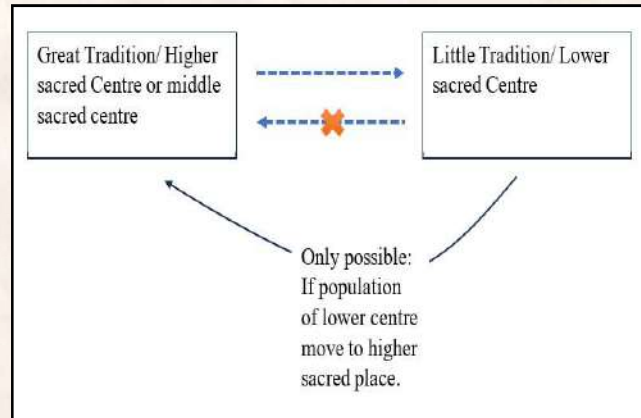 Great Tradition/ Higher
sacred Centre or middle
sacred centre
Little Tradition/ Lower
sacred Centre
Only possible:
If population
of lower centre
move to higher
sacred place.